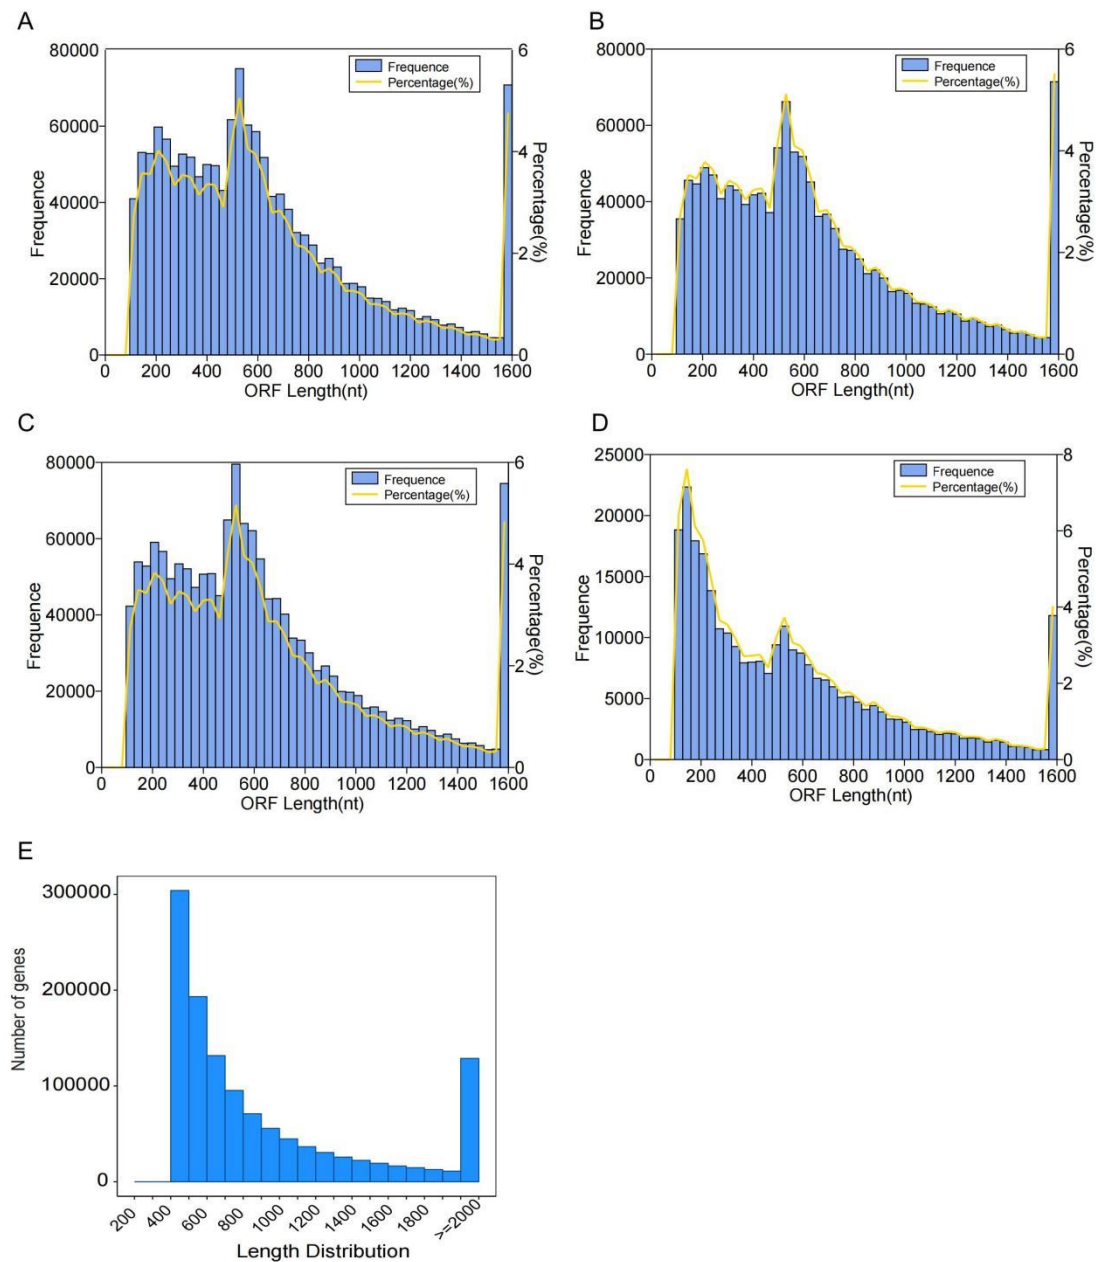 A
80000
60000
40000
20000
0
Frequence
6
4
2
0
Percentage(%)
Frequence
Percentage(%)
0 200 400 600 800 1000 1200 1400 1600
ORF Length(nt)
B
80000
60000
40000
20000
0
Frequence
6
4
2
0
Percentage(%)
Frequence
Percentage(%)
0 200 400 600 800 1000 1200 1400 1600
ORF Length(nt)
C
80000
60000
40000
20000
0
Frequence
6
4
2
0
Percentage(%)
Frequence
Percentage(%)
0 200 400 600 800 1000 1200 1400 1600
ORF Length(nt)
D
25000
20000
15000
10000
5000
0
Frequence
8
6
4
2
0
Percentage(%)
Frequence
Percentage(%)
0 200 400 600 800 1000 1200 1400 1600
ORF Length(nt)
E
300000
200000
100000
0
Number of genes
200 400 600 800 1000 1200 1400 1600 1800 >=2000
Length Distribution